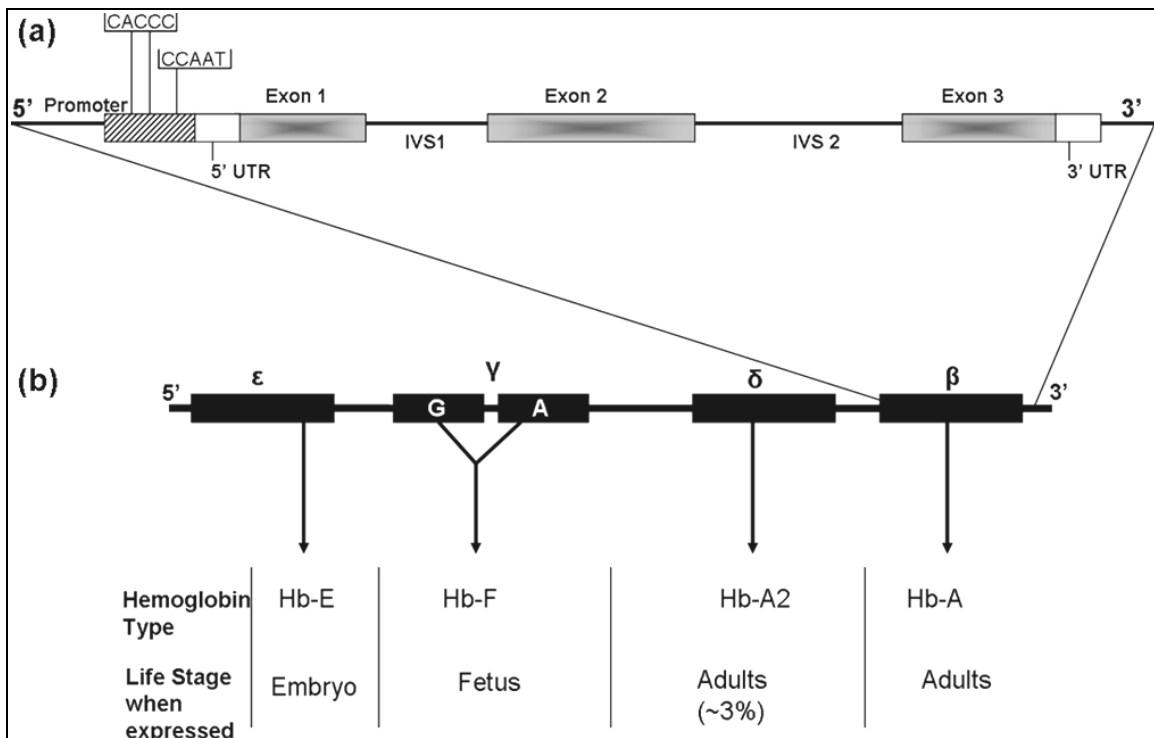 (a)
CACCC
CCAAT
5’ Promoter Exon 1 Exon 2 Exon 3 3’
IVS1 IVS 2
5’ UTR 3’ UTR
(b)
ε γ δ β
5’ G A 3’
Hemoglobin Type Hb-E Hb-F Hb-A2 Hb-A
Life Stage when expressed Embryo Fetus Adults (~3%) Adults